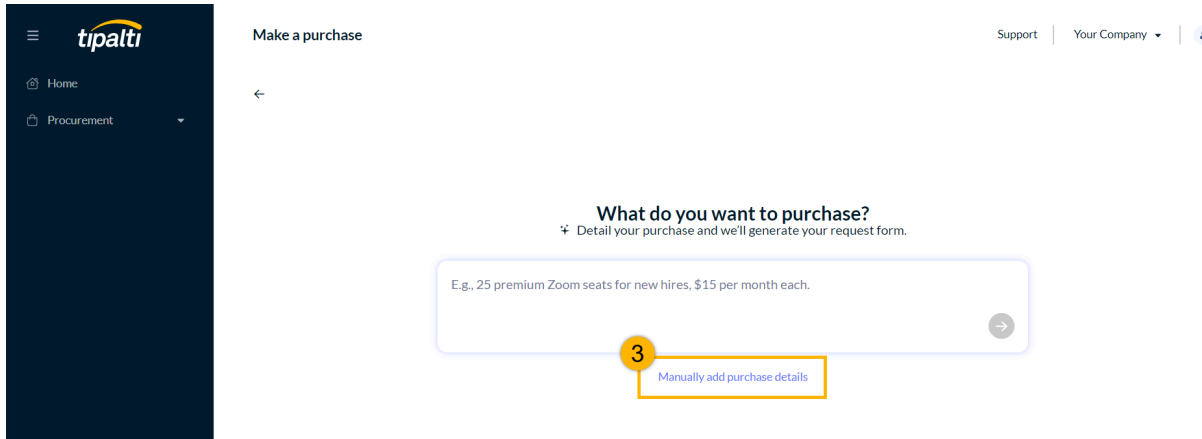 tipalti
Make a purchase
Support
Your Company
Home
Procurement
What do you want to purchase?
Detail your purchase and we'll generate your request form.
E.g., 25 premium Zoom seats for new hires, $15 per month each.
3
Manually add purchase details